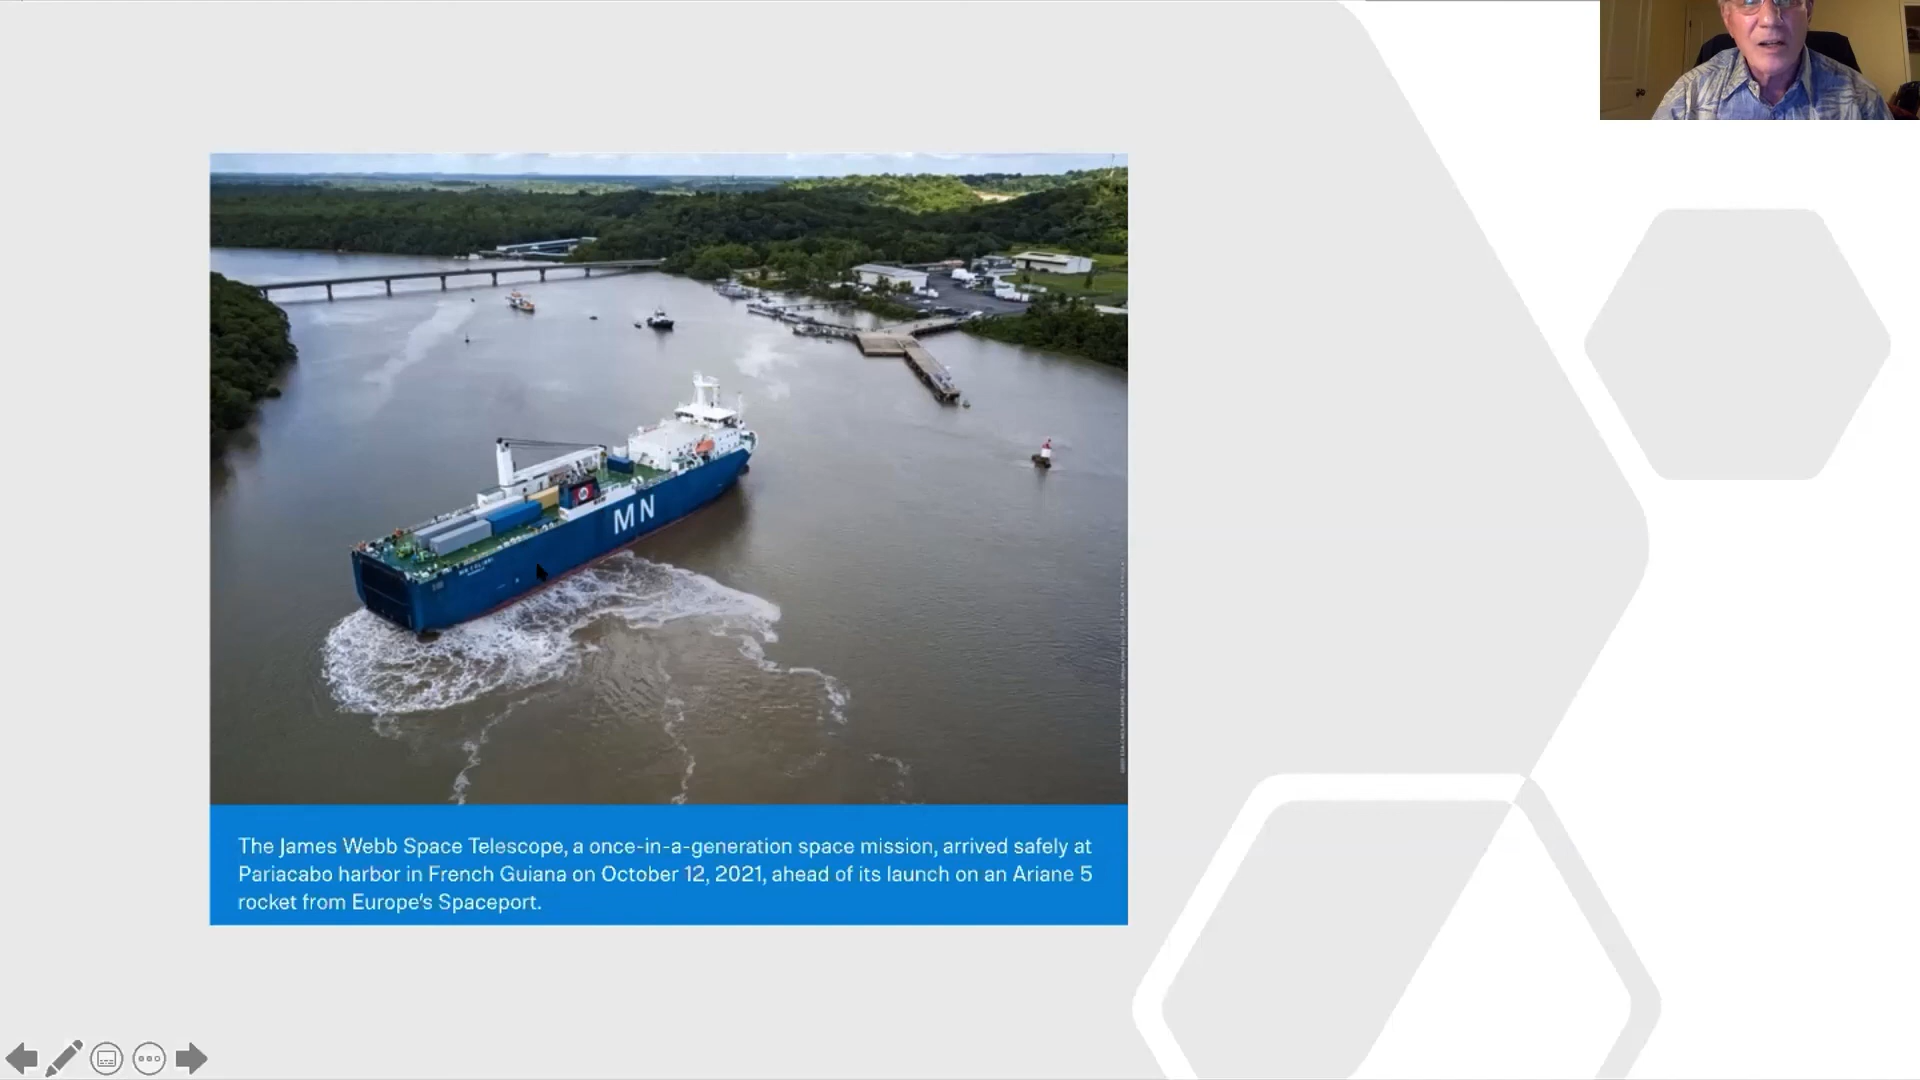 MN
The James Webb Space Telescope, a once-in-a-generation space mission, arrived safely at
Pariacabo harbor in French Guiana on October 12, 2021, ahead of its launch on an Ariane 5
rocket from Europe's Spaceport.